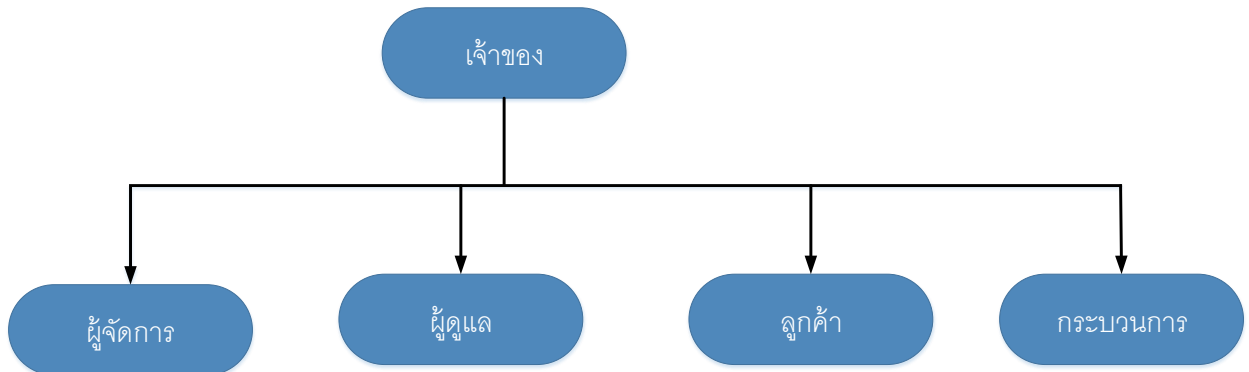 เจ้าของ
ผู้จัดการ
ผู้ดูแล
ลูกค้า
กระบวนการ